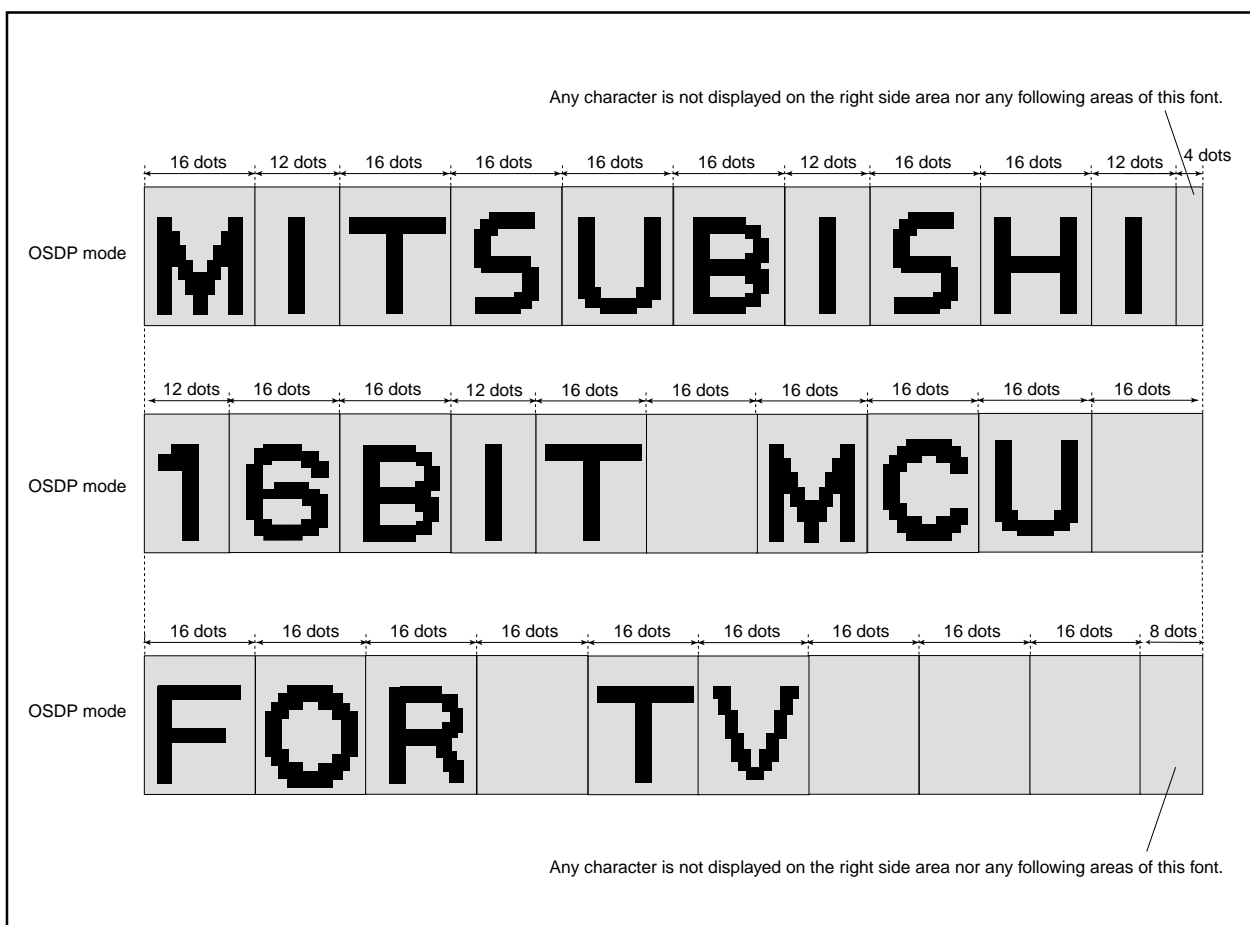 Any character is not displayed on the right side area nor any following areas of this font.
16 dots 12 dots 16 dots 16 dots 16 dots 16 dots 12 dots 16 dots 16 dots 12 dots 4 dots
OSDP mode MITSUBISHI
12 dots 16 dots 16 dots 12 dots 16 dots 16 dots 16 dots 16 dots 16 dots 16 dots
OSDP mode 16BIT MCU
16 dots 16 dots 16 dots 16 dots 16 dots 16 dots 16 dots 16 dots 16 dots 8 dots
OSDP mode FOR TV
Any character is not displayed on the right side area nor any following areas of this font.